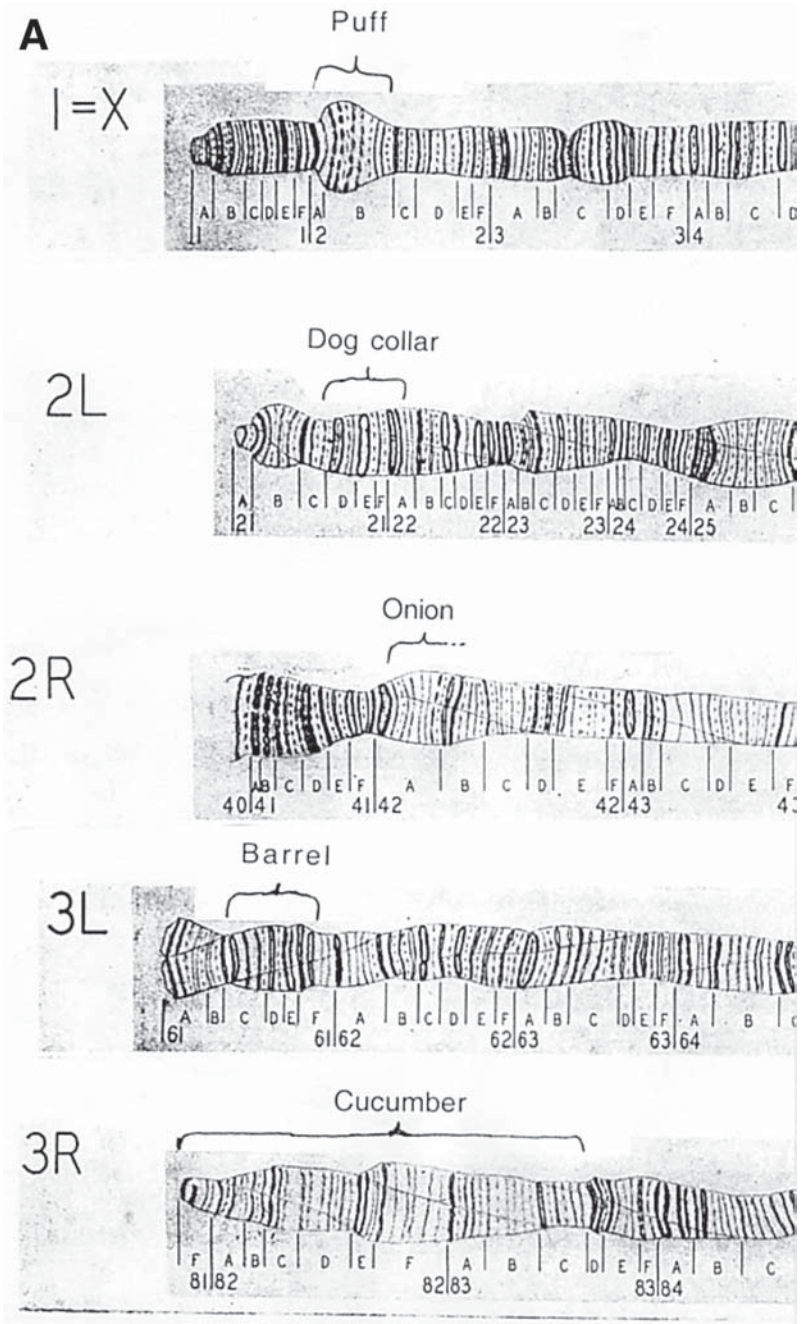 A
Puff
1=X
A B C D E F A B C D E F A B C D E F A B C D
1 1 2 2 3 3 4
Dog collar
2L
A B C D E F A B C D E F A B C D E F A B C D E F A B C
21 21 22 22 23 23 24 24 25
Onion
2R
A B C D E F A B C D E F A B C D E F
40 41 41 42 42 43 43
Barrel
3L
A B C D E F A B C D E F A B C D E F A B C
61 61 62 62 63 63 64
Cucumber
3R
F A B C D E F A B C D E F A B C
81 82 82 83 83 84